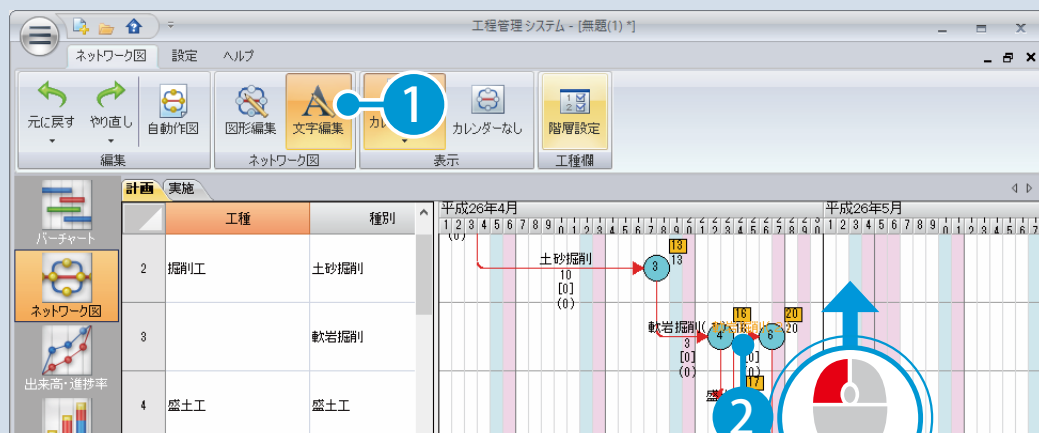 工程管理システム - [無題(1) *]
ネットワーク図 設定 ヘルプ
元に戻す やり直し 自動作図 図形編集 文字編集 カレ カレンダーなし 階層設定
編集 ネットワーク図 表示 工種欄
1
計画 実施
バーチャート
ネットワーク図
出来高・進捗率
工種 種別
平成26年4月 平成26年5月
2 掘削工 土砂掘削
(0)
土砂掘削
10
[0]
(0)
3
13
13
3 軟岩掘削
軟岩掘削(
3
[0]
(0)
4
16
6
20
20
[0]
(0)
17
4 盛土工 盛土工
盛
2